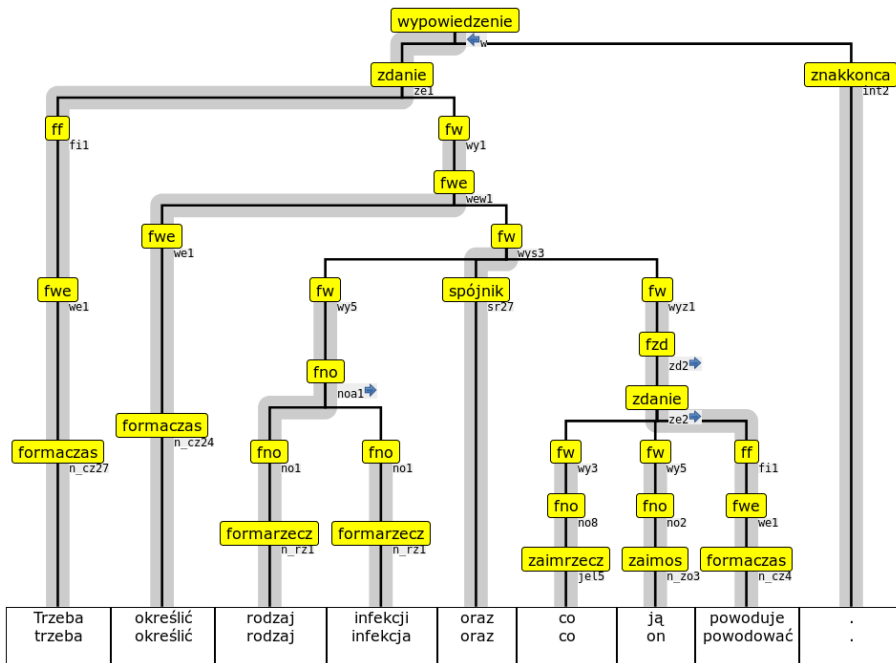 wypowiedzenie
w
zdanie znakkonca
ze1 int2
ff fw
fi1 wy1
fwe
wew1
fwe fw
we1 wys3
fwe fw spójnik fw
we1 wy5 sr27 wyz1
fzd
zd2
fno
noa1
zdanie
ze2
formaczas
n_cz24
formaczas fno fno fw fw ff
n_cz27 no1 no1 wy3 wy5 fi1
fno fno fwe
no8 no2 we1
formarzecz formarzecz
n_rz1 n_rz1
zaimrzecz zaimos formaczas
jel5 n_zo3 n_cz4
Trzeba określić rodzaj infekcji oraz co ją powoduje .
trzeba określić rodzaj infekcja oraz co on powodować .